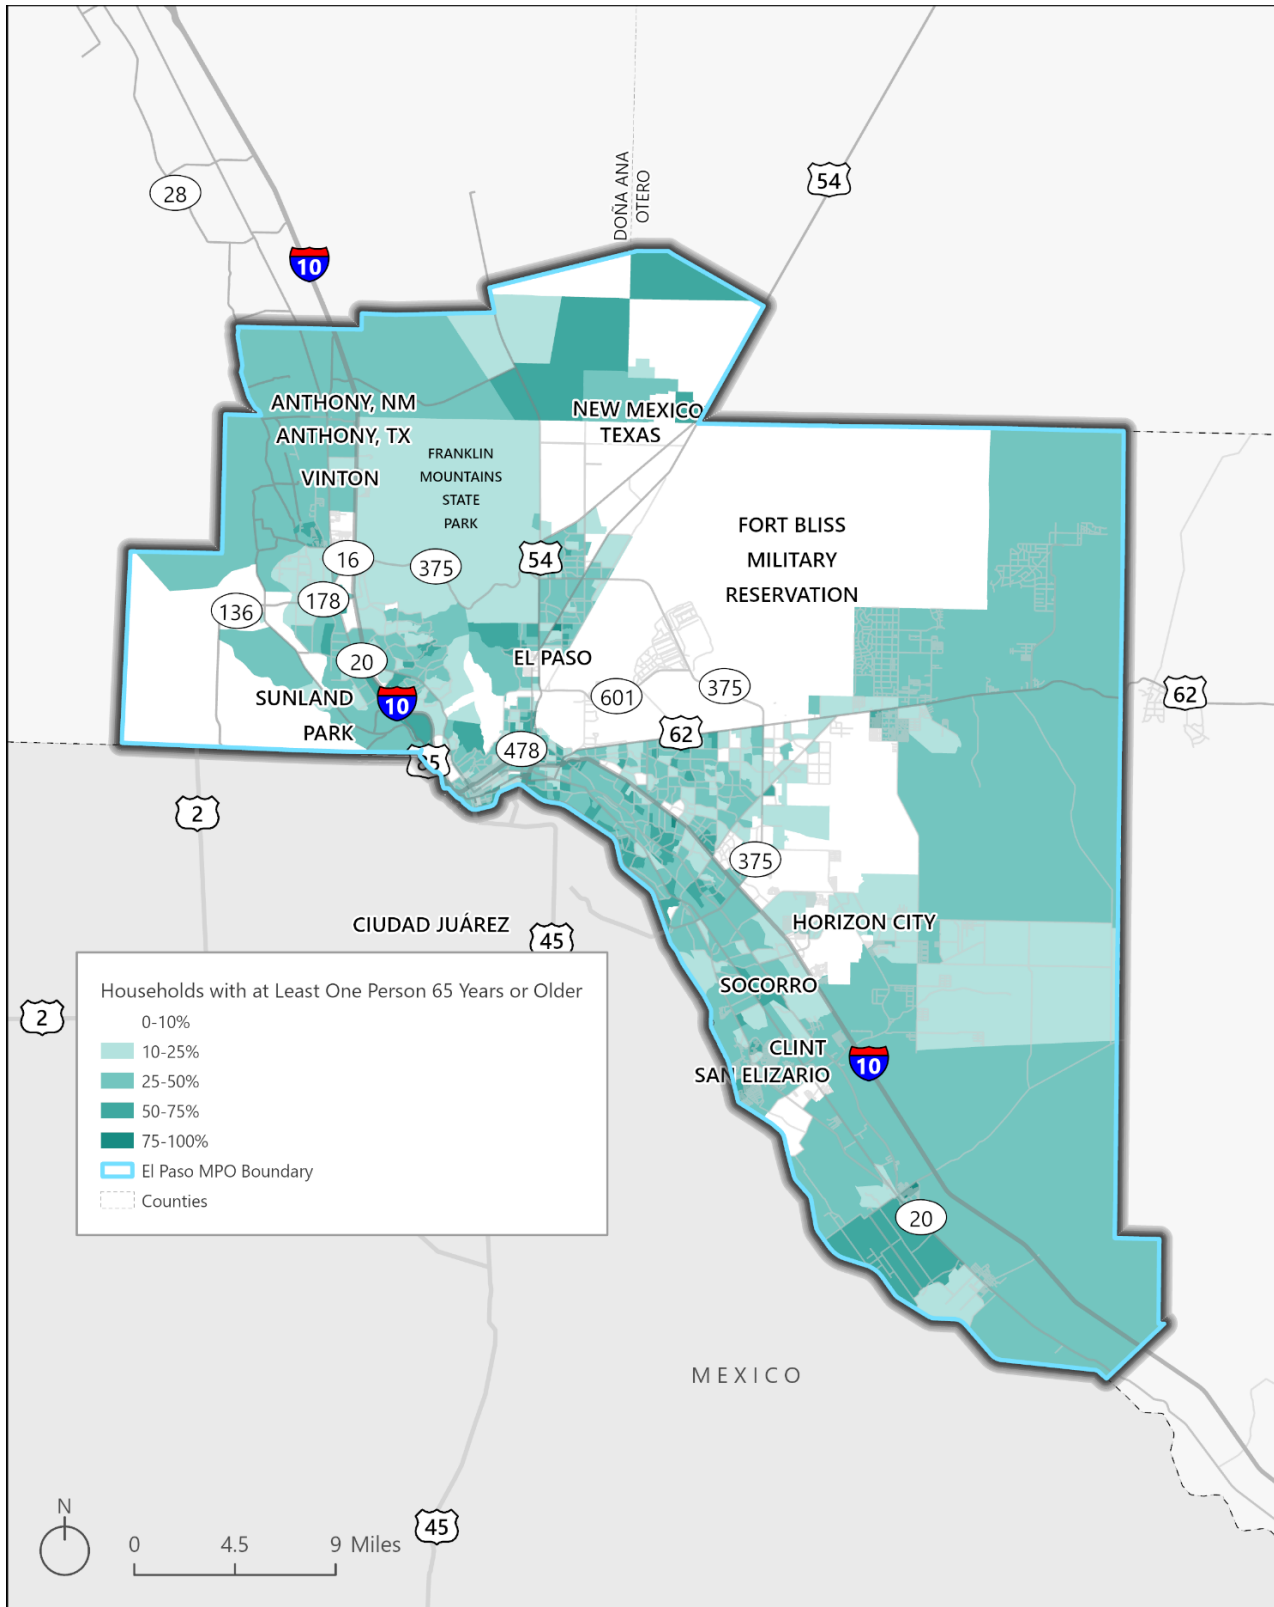 28
54
DOÑA ANA
OTERO
10
ANTHONY, NM
ANTHONY, TX
VINTON
NEW MEXICO
TEXAS
FRANKLIN
MOUNTAINS
STATE
PARK
FORT BLISS
MILITARY
RESERVATION
16
375
54
178
136
20
EL PASO
601
375
62
62
SUNLAND
PARK
10
85
478
2
375
CIUDAD JUÁREZ
45
HORIZON CITY
SOCORRO
CLINT
SAN ELIZARIO
10
2
Households with at Least One Person 65 Years or Older
0-10%
10-25%
25-50%
50-75%
75-100%
El Paso MPO Boundary
Counties
20
MEXICO
45
N
0 4.5 9 Miles